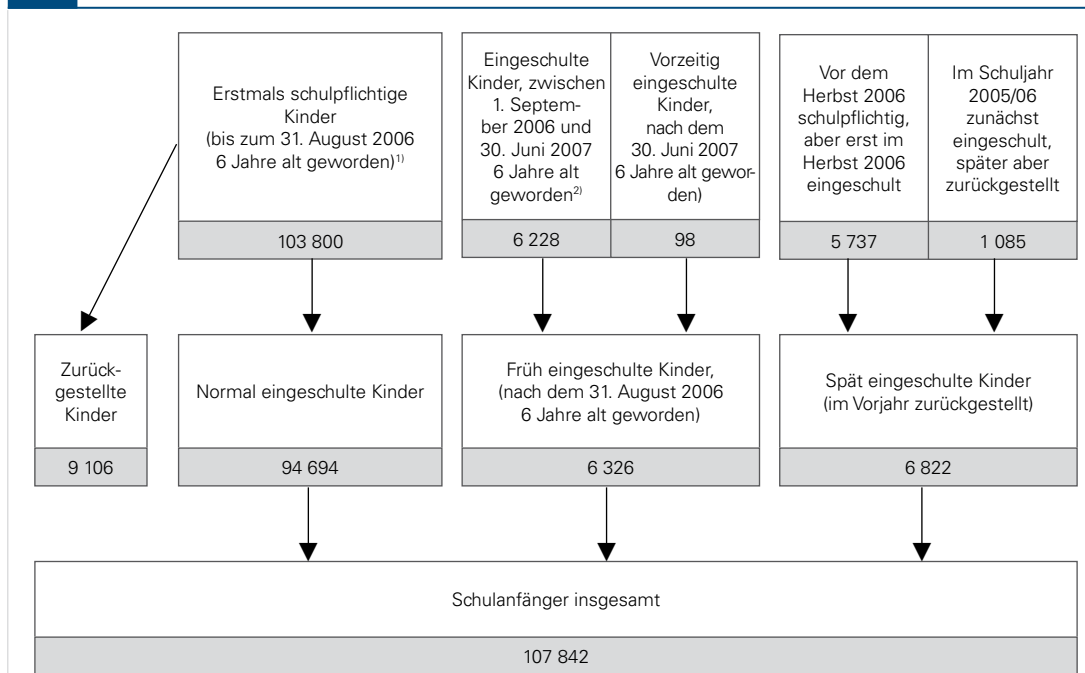 Erstmals schulpflichtige
Kinder
(bis zum 31. August 2006
6 Jahre alt geworden)1)
103 800
Eingeschulte
Kinder, zwischen
1. Septem-
ber 2006 und
30. Juni 2007
6 Jahre alt
geworden2)
6 228
Vorzeitig
eingeschulte
Kinder,
nach dem
30. Juni 2007
6 Jahre alt gewor-
den)
98
Vor dem
Herbst 2006
schulpflichtig,
aber erst im
Herbst 2006
eingeschult
5 737
Im Schuljahr
2005/06
zunächst
eingeschult,
später aber
zurückgestellt
1 085
Zurück-
gestellte
Kinder
9 106
Normal eingeschulte Kinder
94 694
Früh eingeschulte Kinder,
(nach dem 31. August 2006
6 Jahre alt geworden)
6 326
Spät eingeschulte Kinder
(im Vorjahr zurückgestellt)
6 822
Schulanfänger insgesamt
107 842